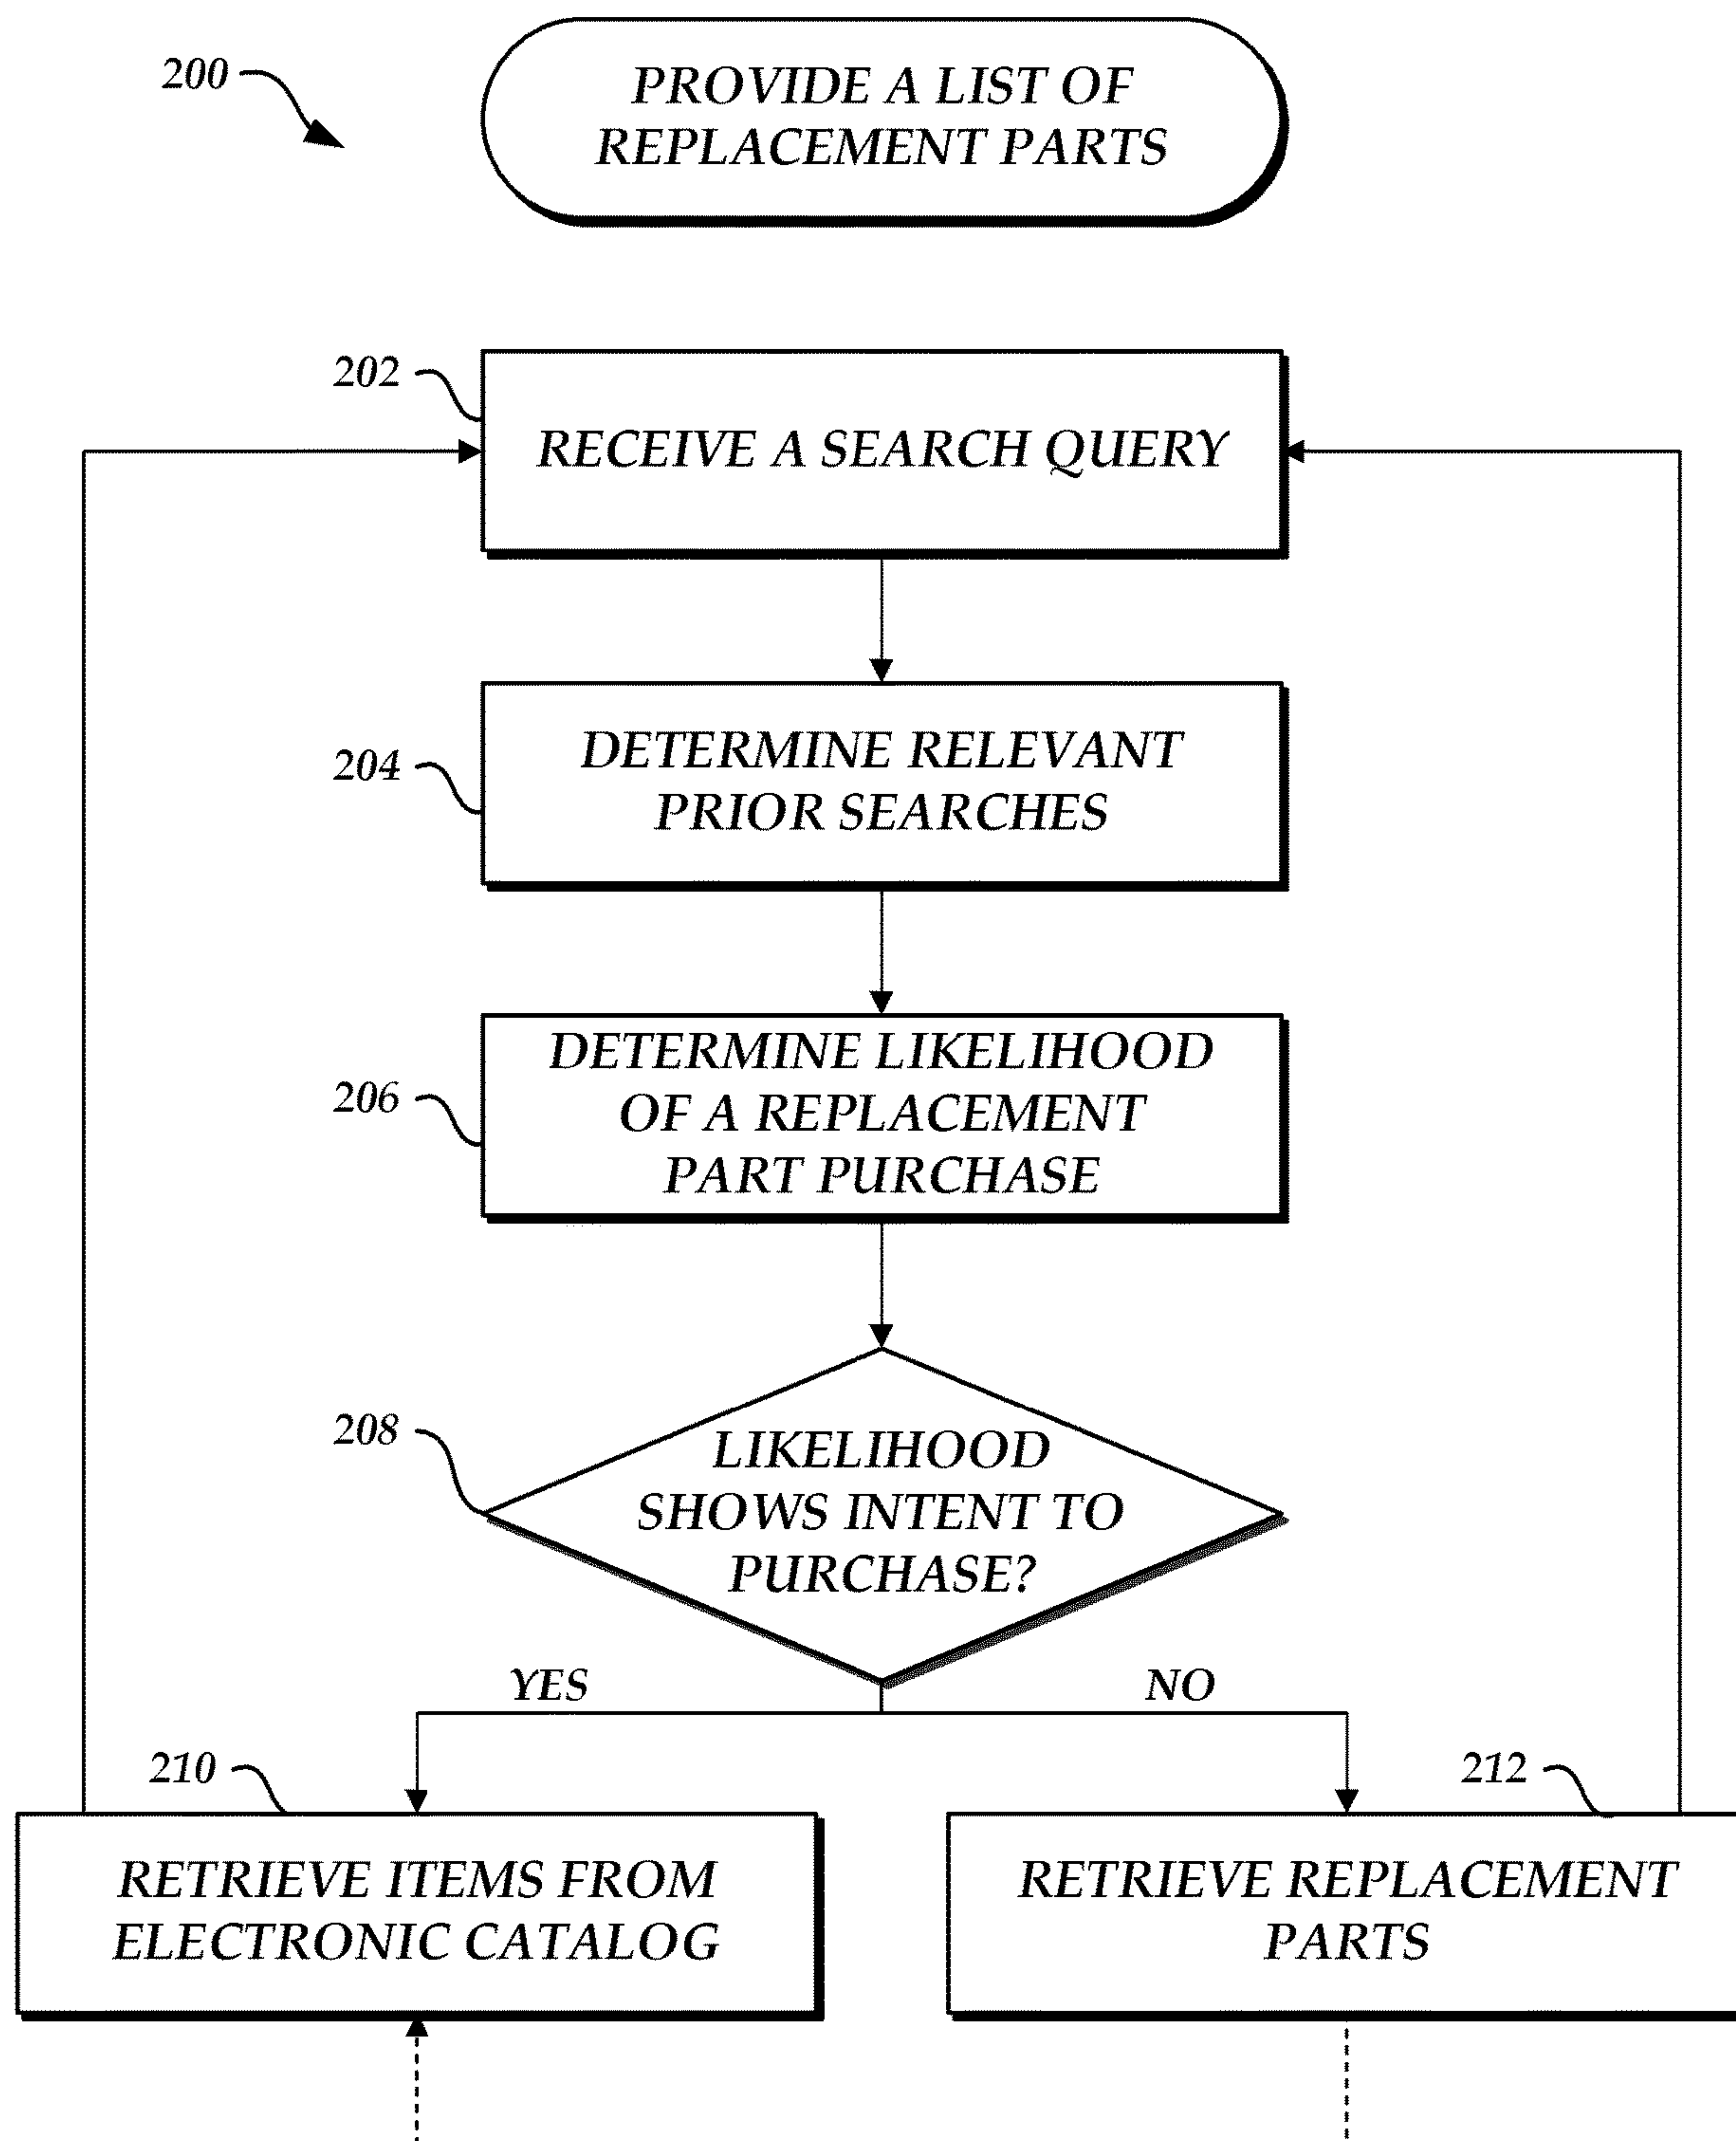 200
PROVIDE A LIST OF
REPLACEMENT PARTS
202
RECEIVE A SEARCH QUERY
204
DETERMINE RELEVANT
PRIOR SEARCHES
206
DETERMINE LIKELIHOOD
OF A REPLACEMENT
PART PURCHASE
208
LIKELIHOOD
SHOWS INTENT TO
PURCHASE?
YES
NO
210
212
RETRIEVE ITEMS FROM
ELECTRONIC CATALOG
RETRIEVE REPLACEMENT
PARTS